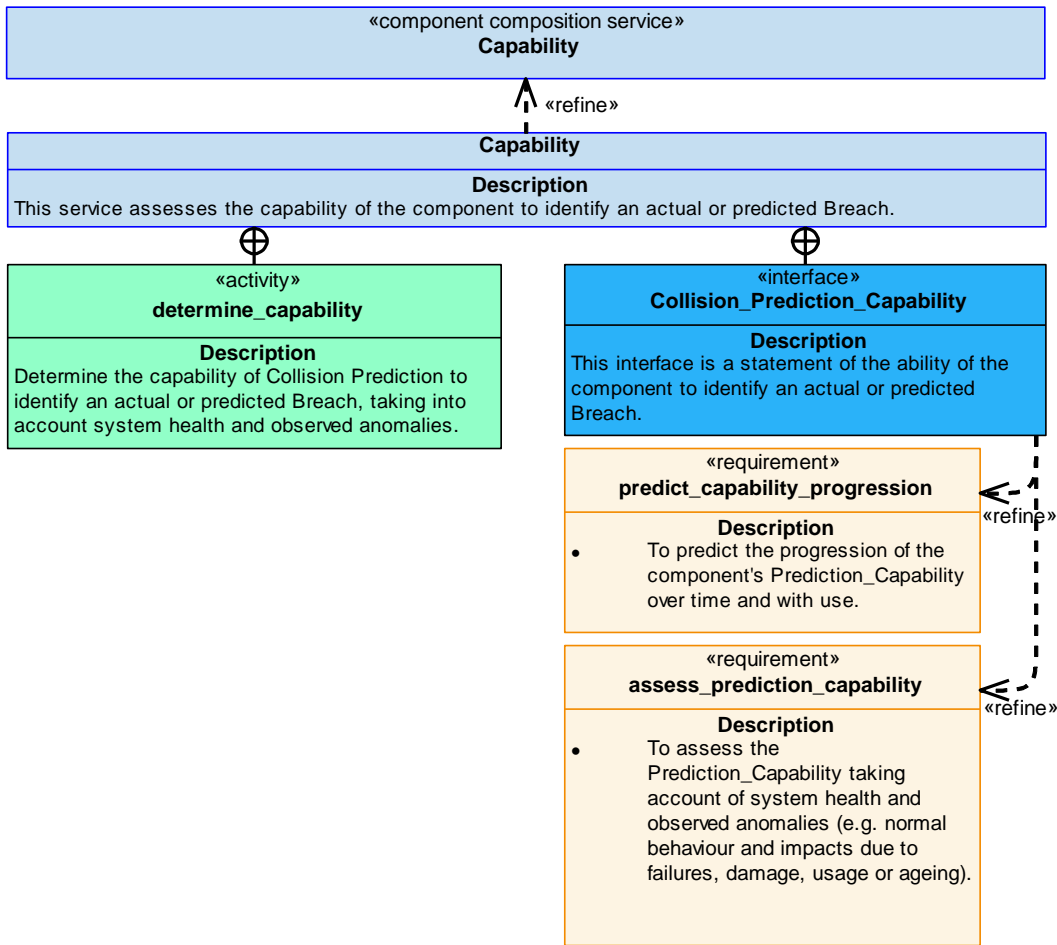 «component composition service»
Capability
«refine»
Capability
Description
This service assesses the capability of the component to identify an actual or predicted Breach.
«activity»
determine_capability
Description
Determine the capability of Collision Prediction to
identify an actual or predicted Breach, taking into
account system health and observed anomalies.
«interface»
Collision_Prediction_Capability
Description
This interface is a statement of the ability of the
component to identify an actual or predicted
Breach.
«requirement»
predict_capability_progression
«refine»
Description
• To predict the progression of the
component's Prediction_Capability
over time and with use.
«requirement»
assess_prediction_capability
«refine»
Description
• To assess the
Prediction_Capability taking
account of system health and
observed anomalies (e.g. normal
behaviour and impacts due to
failures, damage, usage or ageing).